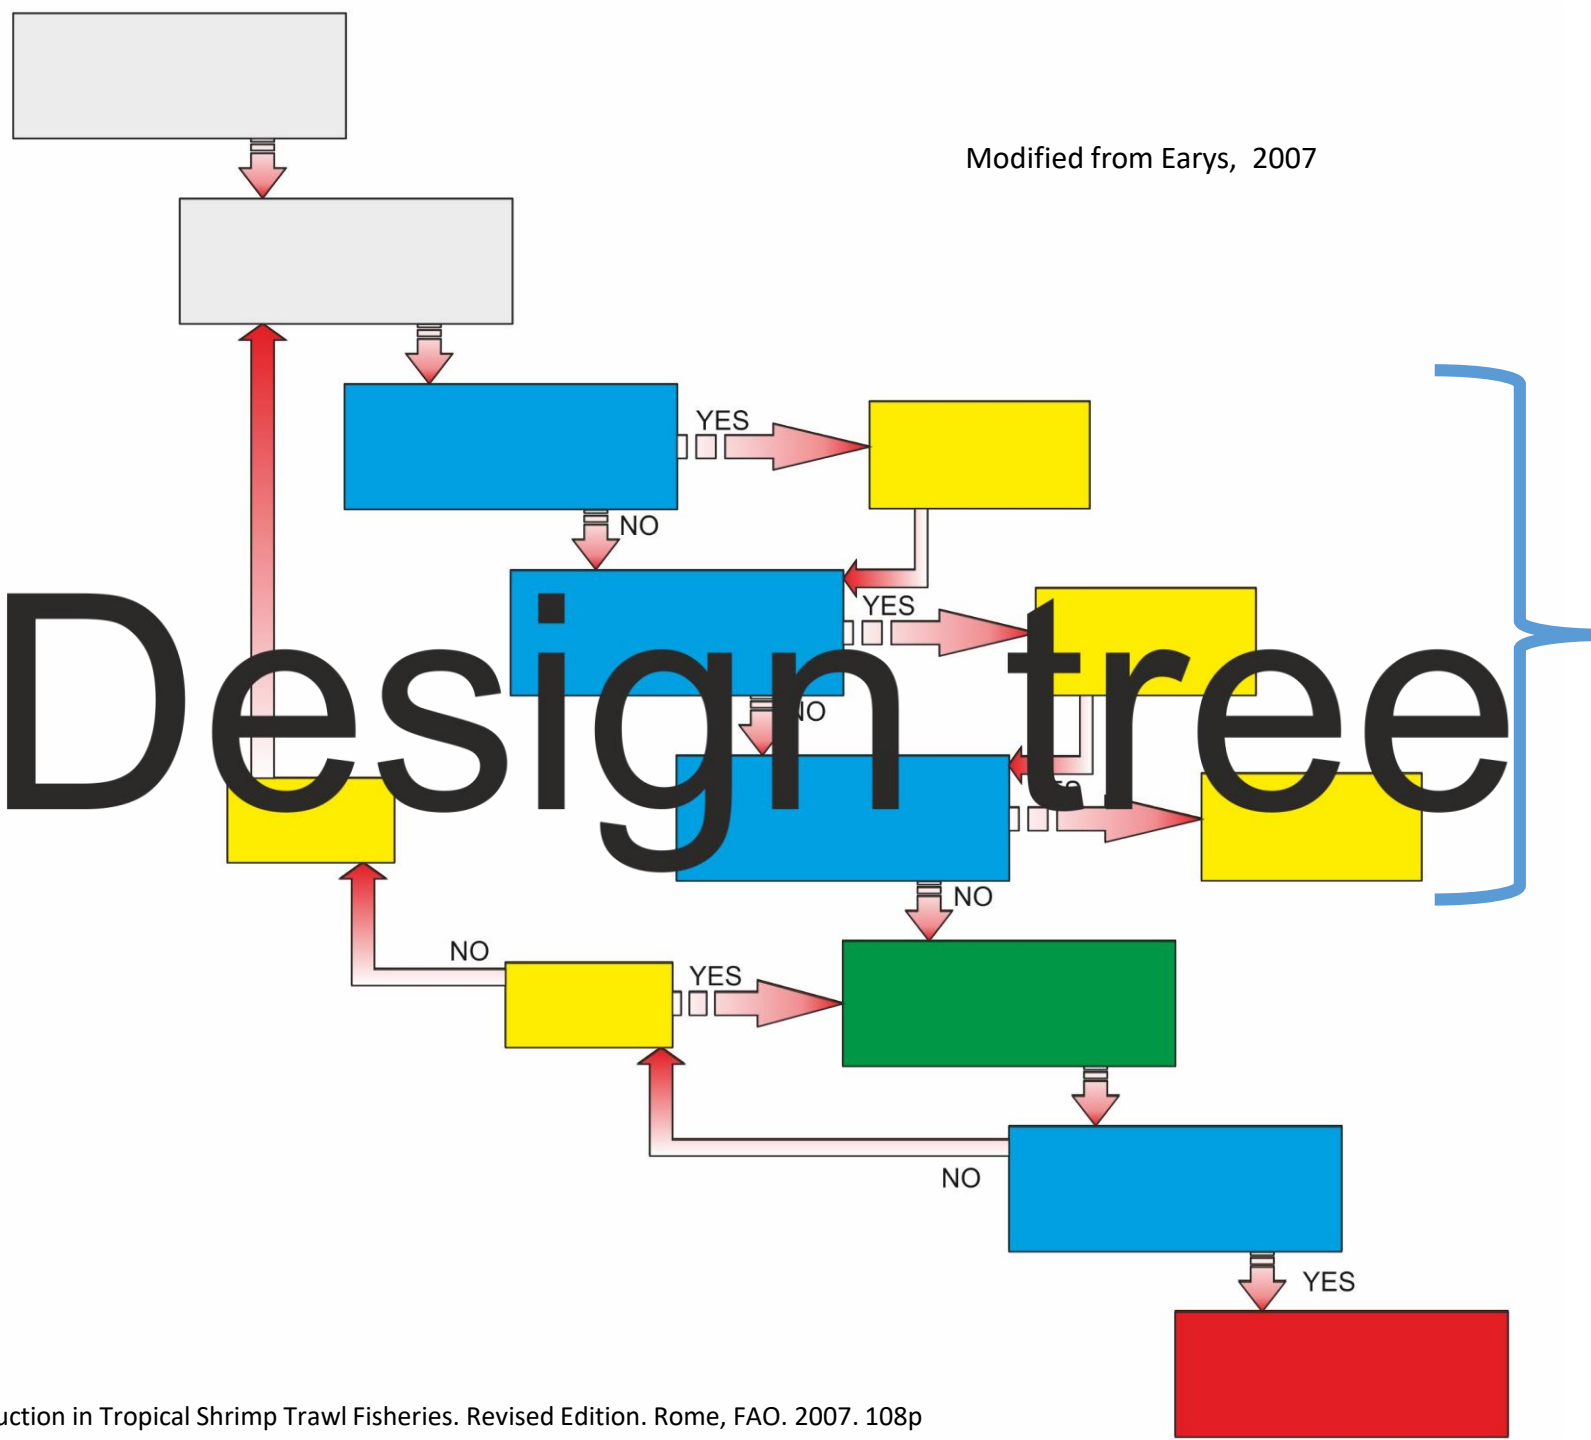 Modified from Earys, 2007
YES
NO
YES
Design tree
NO
NO
NO
YES
NO
YES
in Tropical Shrimp Trawl Fisheries. Revised Edition. Rome, FAO. 2007. 108p